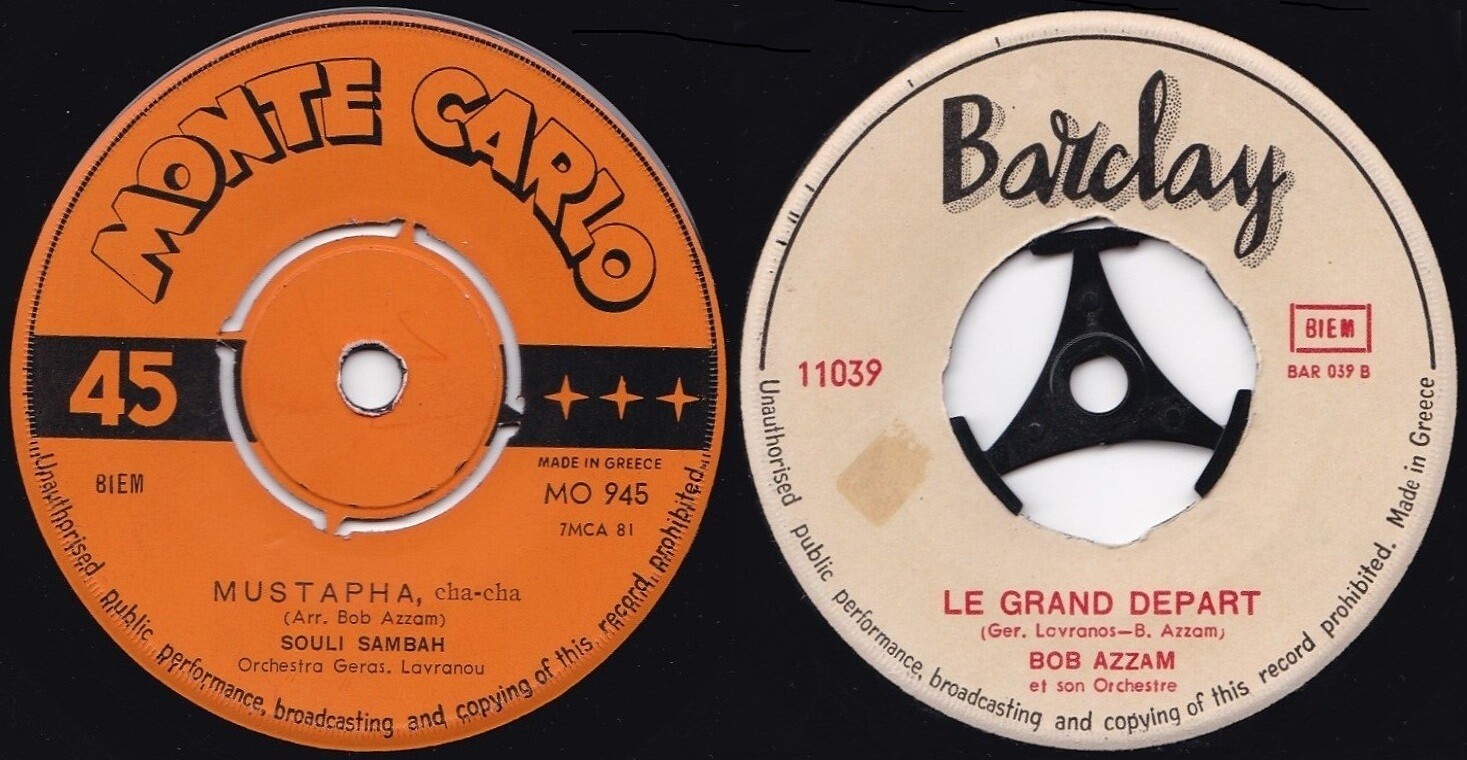 MONTE CARLO
45
BIEM
MADE IN GREECE
MO 945
7MCA 81
MUSTAPHA, cha-cha
(Arr. Bob Azzam)
SOULI SAMBAH
Orchestra Geras. Lavranou
Unauthorised public performance, broadcasting and copying of this record prohibited
Barclay
11039
BIEM
BAR 039 B
LE GRAND DEPART
(Ger. Lavranos—B. Azzam)
BOB AZZAM
et son Orchestre
Unauthorised public performance, broadcasting and copying of this record prohibited. Made in Greece